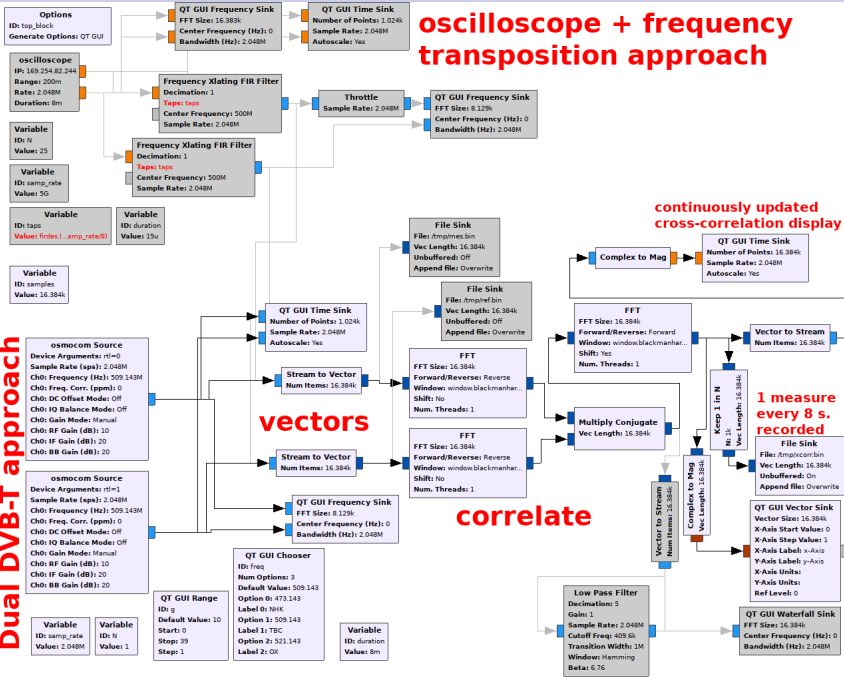 Options
ID: top_block
Generate Options: QT GUI
QT GUI Frequency Sink
FFT Size: 16.383k
Center Frequency (Hz): 0
Bandwidth (Hz): 2.048M
QT GUI Time Sink
Number of Points: 1.024k
Sample Rate: 2.048M
Autoscale: Yes
oscilloscope + frequency
transposition approach
oscilloscope
IP: 169.254.82.244
Range: 200m
Rate: 2.048M
Duration: 8m
Frequency Xlating FIR Filter
Decimation: 1
Taps: taps
Center Frequency: 500M
Sample Rate: 2.048M
Throttle
Sample Rate: 2.048M
QT GUI Frequency Sink
FFT Size: 8.129k
Center Frequency (Hz): 0
Bandwidth (Hz): 2.048M
Variable
ID: N
Value: 25
Frequency Xlating FIR Filter
Decimation: 1
Taps: taps
Center Frequency: 500M
Sample Rate: 2.048M
Variable
ID: samp_rate
Value: 5G
Variable
ID: taps
Value: firdes.l...amp_rate/8)
Variable
ID: duration
Value: 15u
Variable
ID: samples
Value: 16.384k
File Sink
File: /tmp/mes.bin
Vec Length: 16.384k
Unbuffered: Off
Append file: Overwrite
File Sink
File: /tmp/ref.bin
Vec Length: 16.384k
Unbuffered: Off
Append file: Overwrite
continuously updated
cross-correlation display
Complex to Mag
QT GUI Time Sink
Number of Points: 16.384k
Sample Rate: 2.048M
Autoscale: Yes
QT GUI Time Sink
Number of Points: 1.024k
Sample Rate: 2.048M
Autoscale: Yes
FFT
FFT Size: 16.384k
Forward/Reverse: Forward
Window: window.blackmanhar...
Shift: Yes
Num. Threads: 1
Vector to Stream
Num Items: 16.384k
Dual DVB-T approach
osmocom Source
Device Arguments: rtl=0
Sample Rate (sps): 2.048M
Ch0: Frequency (Hz): 509.143M
Ch0: Freq. Corr. (ppm): 0
Ch0: DC Offset Mode: Off
Ch0: IQ Balance Mode: Off
Ch0: Gain Mode: Manual
Ch0: RF Gain (dB): 10
Ch0: IF Gain (dB): 20
Ch0: BB Gain (dB): 20
Stream to Vector
Num Items: 16.384k
FFT
FFT Size: 16.384k
Forward/Reverse: Reverse
Window: window.blackmanhar...
Shift: No
Num. Threads: 1
vectors
Multiply Conjugate
Vec Length: 16.384k
Keep 1 in N
N: 1k
Vec Length: 16.384k
1 measure
every 8 s.
recorded
Stream to Vector
Num Items: 16.384k
FFT
FFT Size: 16.384k
Forward/Reverse: Reverse
Window: window.blackmanhar...
Shift: No
Num. Threads: 1
File Sink
File: /tmp/xcorr.bin
Vec Length: 16.384k
Unbuffered: On
Append file: Overwrite
osmocom Source
Device Arguments: rtl=1
Sample Rate (sps): 2.048M
Ch0: Frequency (Hz): 509.143M
Ch0: Freq. Corr. (ppm): 0
Ch0: DC Offset Mode: Off
Ch0: IQ Balance Mode: Off
Ch0: Gain Mode: Manual
Ch0: RF Gain (dB): 10
Ch0: IF Gain (dB): 20
Ch0: BB Gain (dB): 20
QT GUI Frequency Sink
FFT Size: 8.129k
Center Frequency (Hz): 0
Bandwidth (Hz): 2.048M
correlate
Vector to Stream
Num Items: 16.384k
Complex to Mag
Vec Length: 16.384k
QT GUI Vector Sink
Vector Size: 16.384k
X-Axis Start Value: 0
X-Axis Step Value: 1
X-Axis Label: x-Axis
Y-Axis Label: y-Axis
X-Axis Units:
Y-Axis Units:
Ref Level: 0
QT GUI Chooser
ID: freq
Num Options: 3
Default Value: 509.143
Option 0: 473.143
Label 0: NHK
Option 1: 509.143
Label 1: TBC
Option 2: 521.143
Label 2: OX
QT GUI Range
ID: g
Default Value: 10
Start: 0
Stop: 39
Step: 1
Low Pass Filter
Decimation: 5
Gain: 1
Sample Rate: 2.048M
Cutoff Freq: 409.6k
Transition Width: 1M
Window: Hamming
Beta: 6.76
QT GUI Waterfall Sink
FFT Size: 16.384k
Center Frequency (Hz): 0
Bandwidth (Hz): 2.048M
Variable
ID: samp_rate
Value: 2.048M
Variable
ID: N
Value: 1
Variable
ID: duration
Value: 8m